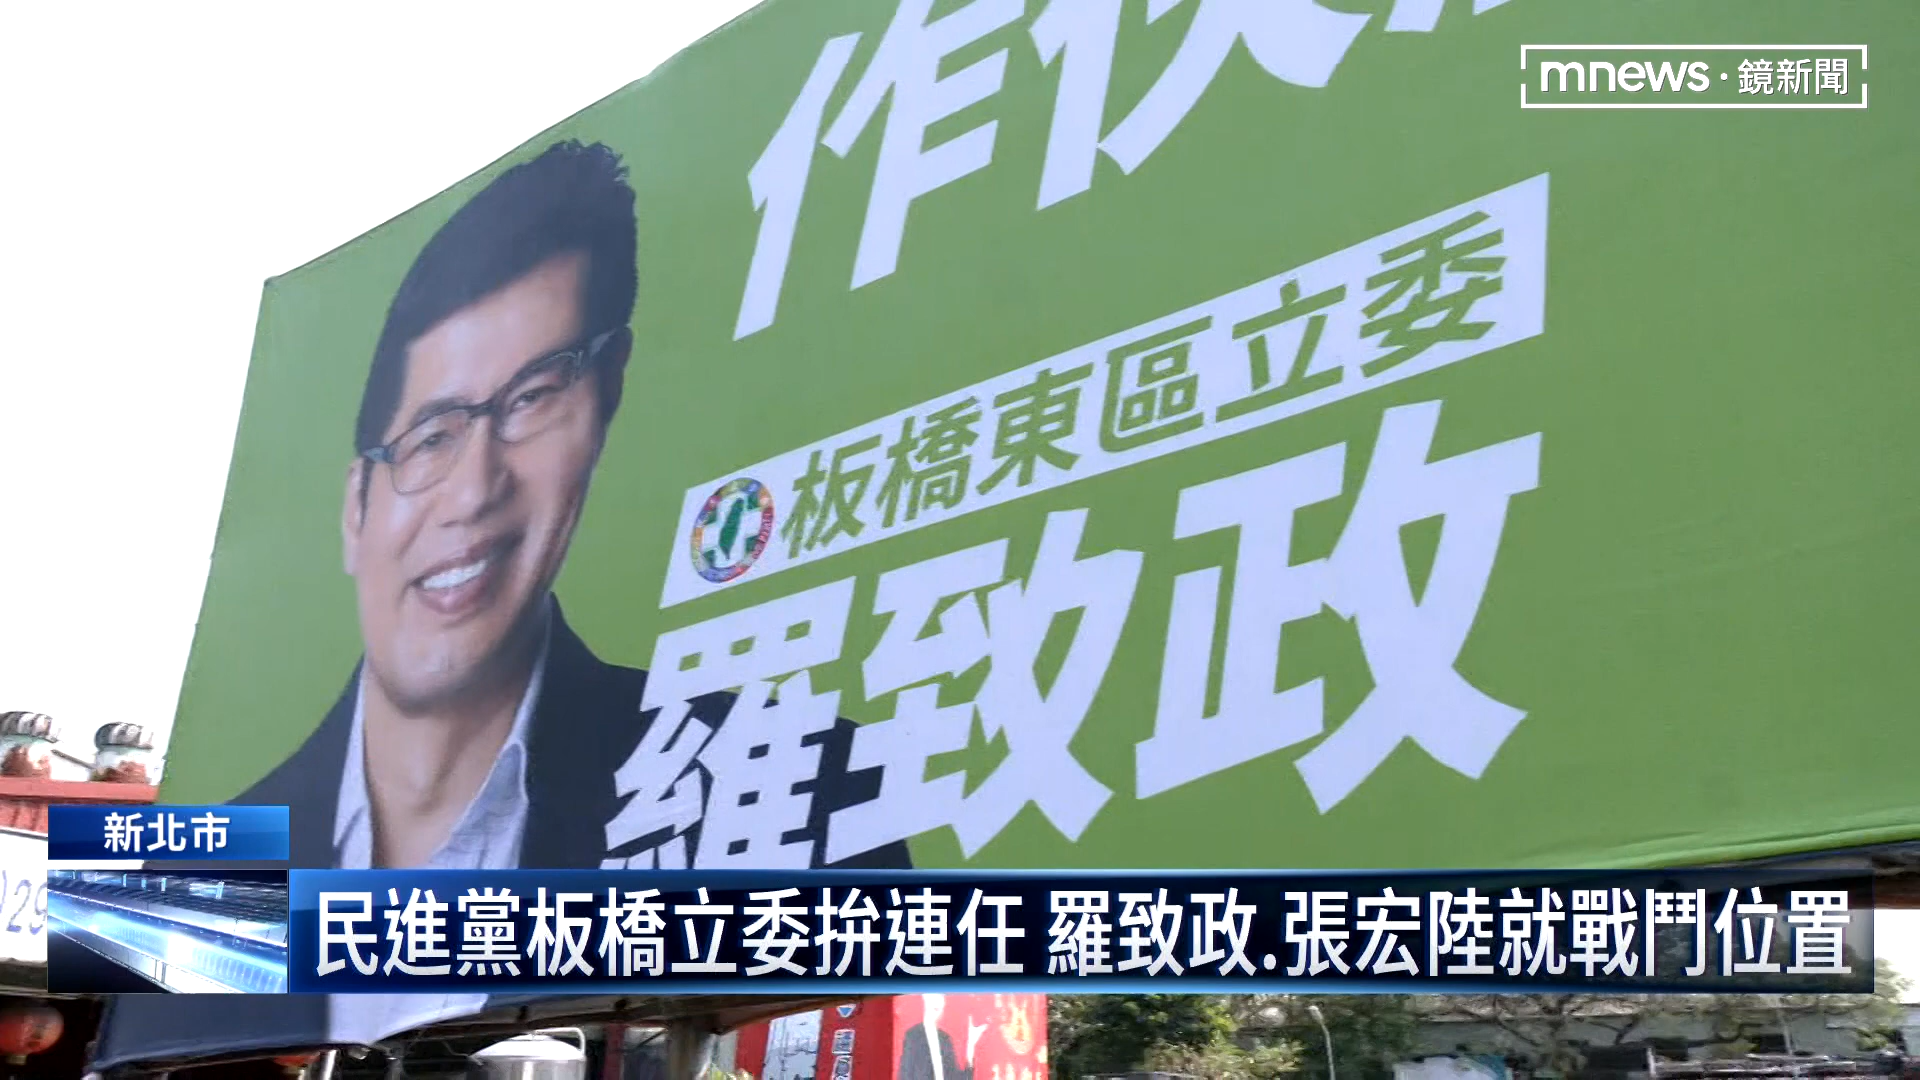 作伙
mnews·鏡新聞
板橋東區立委
羅致政
新北市
民進黨板橋立委拚連任 羅致政.張宏陸就戰鬥位置
29